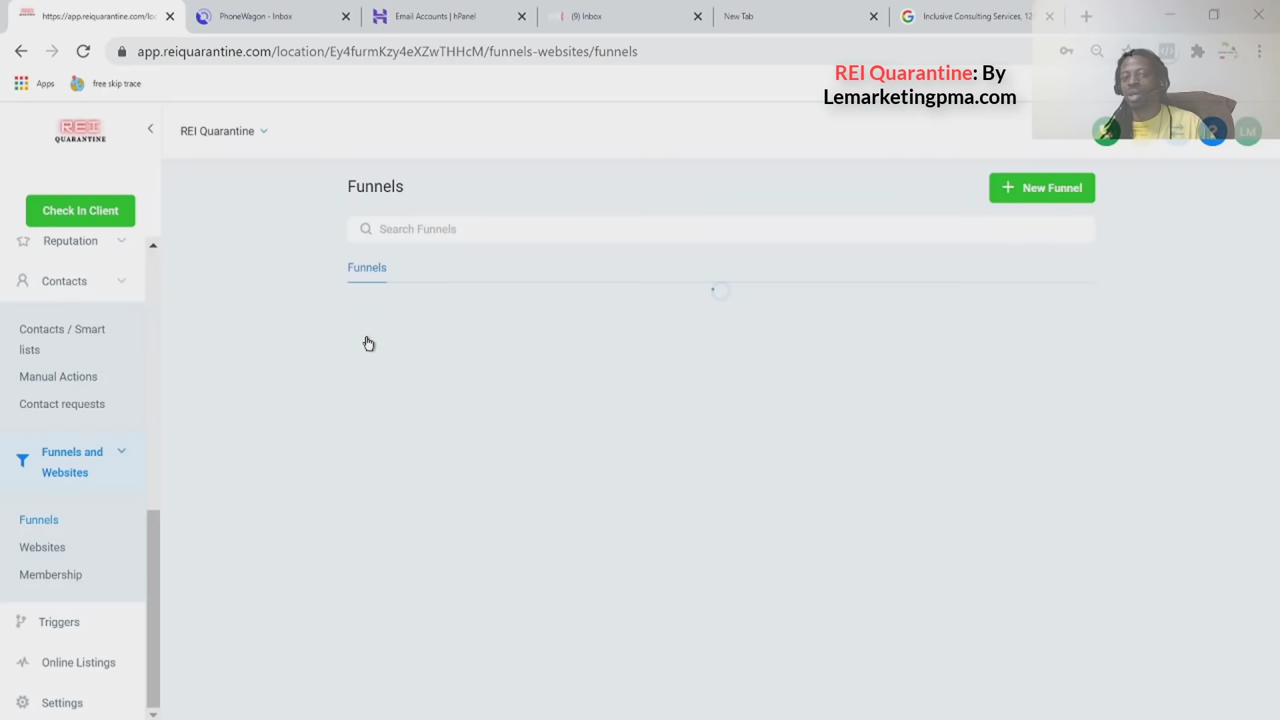 https://app.reiquarantine.com/loc
PhoneWagon - Inbox
Email Accounts | hPanel
(9) Inbox
New Tab
Inclusive Consulting Services, 12
app.reiquarantine.com/location/Ey4furmKzy4eXZwTHHcM/funnels-websites/funnels
Apps
free skip trace
REI Quarantine: By
Lemarketingpma.com
REI
QUARANTINE
REI Quarantine
LM
Check In Client
Funnels
New Funnel
Search Funnels
Funnels
Reputation
Contacts
Contacts / Smart
lists
Manual Actions
Contact requests
Funnels and
Websites
Funnels
Websites
Membership
Triggers
Online Listings
Settings